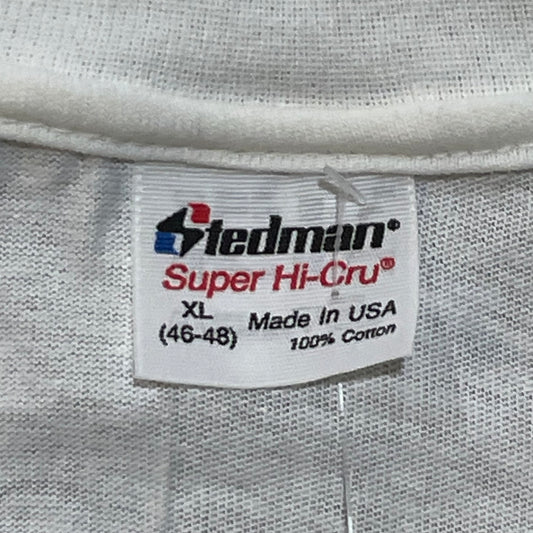 Stedman®
Super Hi-Cru®
XL
(46-48)
Made In USA
100% Cotton